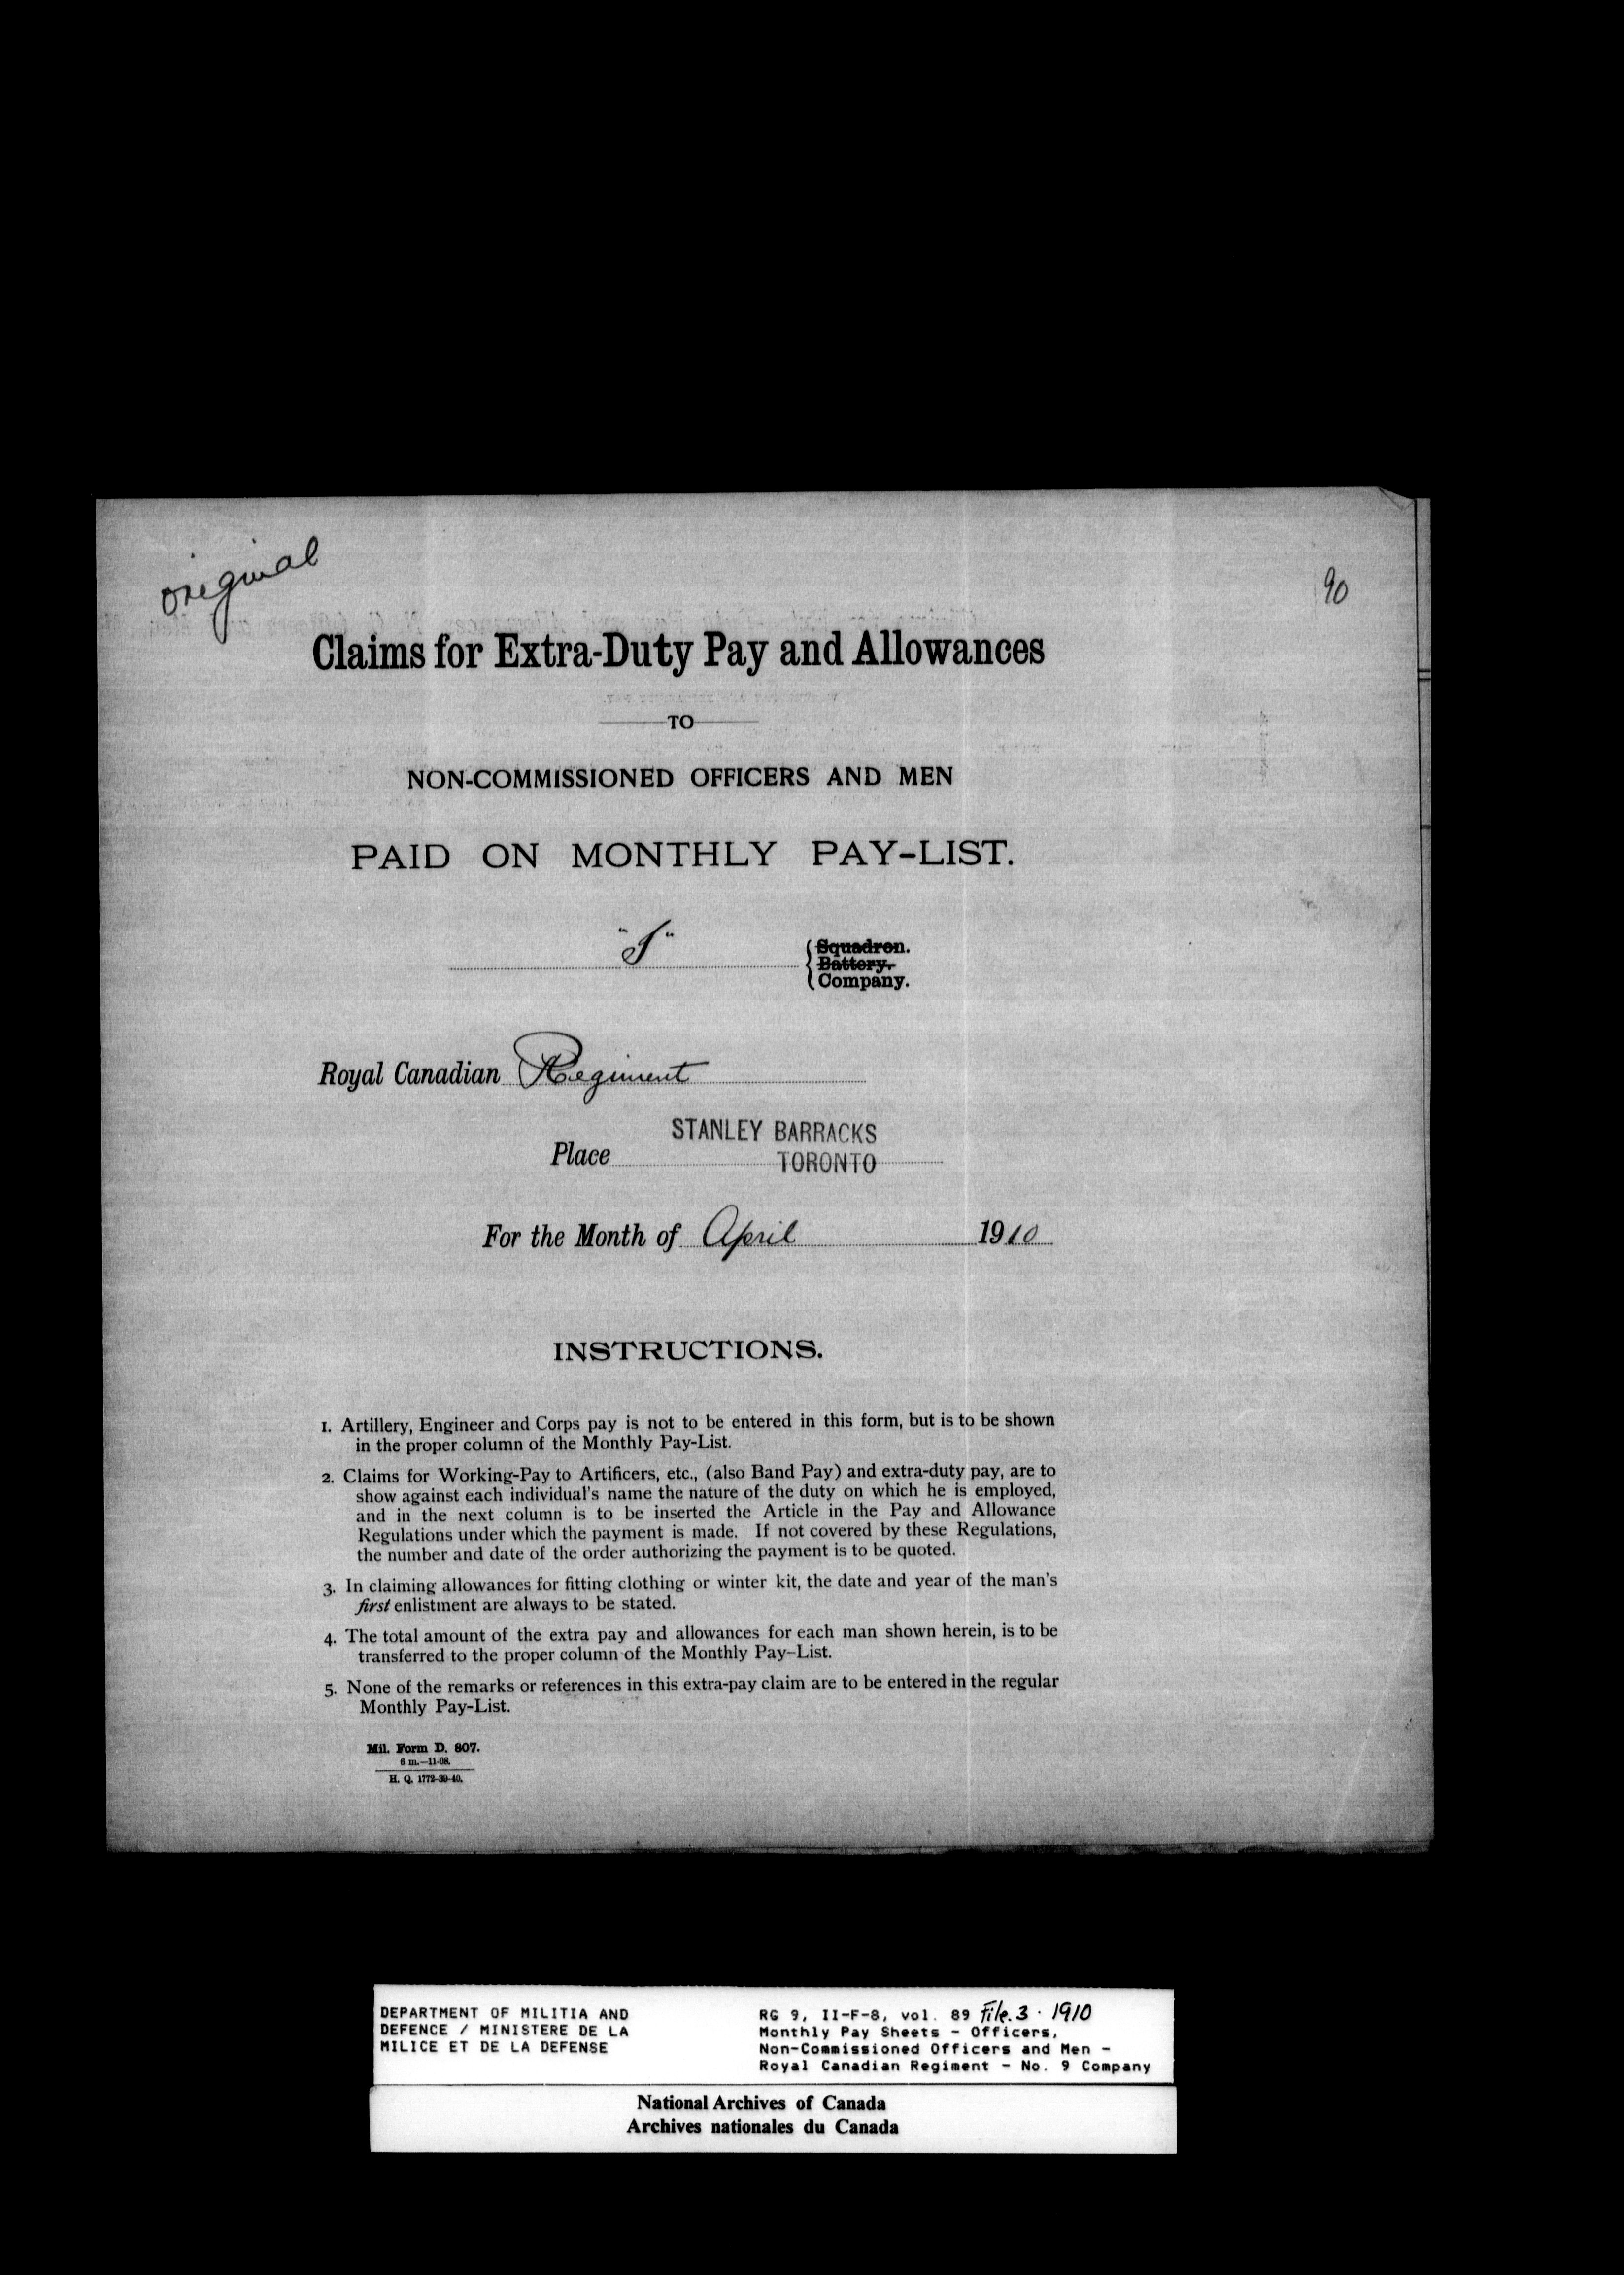 original
90
Claims for Extra-Duty Pay and Allowances
TO
NON-COMMISSIONED OFFICERS AND MEN
PAID ON MONTHLY PAY-LIST.
Squadron.
Battery.
Company.
Royal Canadian Regiment
STANLEY BARRACKS
Place TORONTO
For the Month of April 1910
INSTRUCTIONS.
1. Artillery, Engineer and Corps pay is not to be entered in this form, but is to be shown
in the proper column of the Monthly Pay-List.
2. Claims for Working-Pay to Artificers, etc., (also Band Pay) and extra-duty pay, are to
show against each individual's name the nature of the duty on which he is employed,
and in the next column is to be inserted the Article in the Pay and Allowance
Regulations under which the payment is made. If not covered by these Regulations,
the number and date of the order authorizing the payment is to be quoted.
3. In claiming allowances for fitting clothing or winter kit, the date and year of the man's
first enlistment are always to be stated.
4. The total amount of the extra pay and allowances for each man shown herein, is to be
transferred to the proper column of the Monthly Pay-List.
5. None of the remarks or references in this extra-pay claim are to be entered in the regular
Monthly Pay-List.
Mil. Form D. 807.
6 m.—11-08.
H. Q. 1772-39-40.
DEPARTMENT OF MILITIA AND
DEFENCE / MINISTERE DE LA
MILICE ET DE LA DEFENSE
RG 9, II-F-8, vol. 89 File. 3 · 1910
Monthly Pay Sheets - Officers,
Non-Commissioned Officers and Men -
Royal Canadian Regiment - No. 9 Company
National Archives of Canada
Archives nationales du Canada